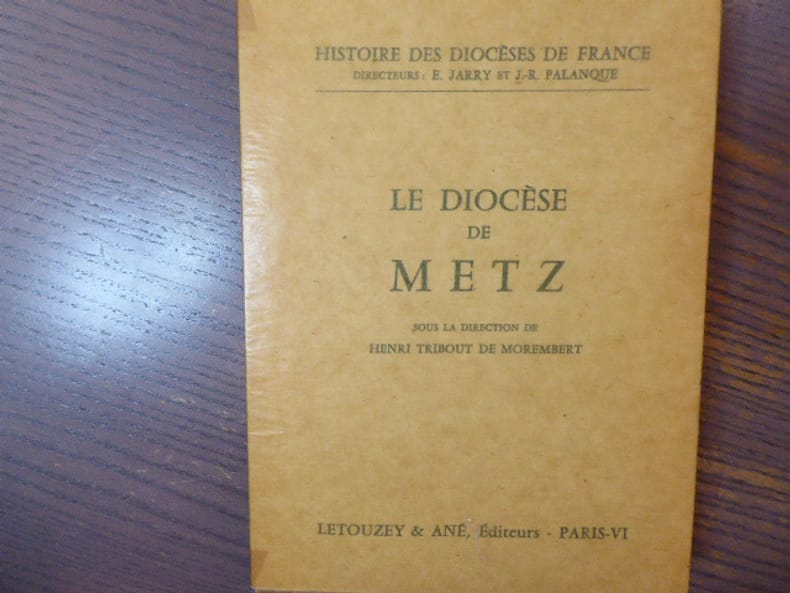 HISTOIRE DES DIOCÈSES DE FRANCE
DIRECTEURS : E. JARRY ET J.-R. PALANQUE
LE DIOCÈSE
DE
METZ
SOUS LA DIRECTION DE
HENRI TRIBOUT DE MOREMBERT
LETOUZEY & ANÉ, Éditeurs - PARIS-VI